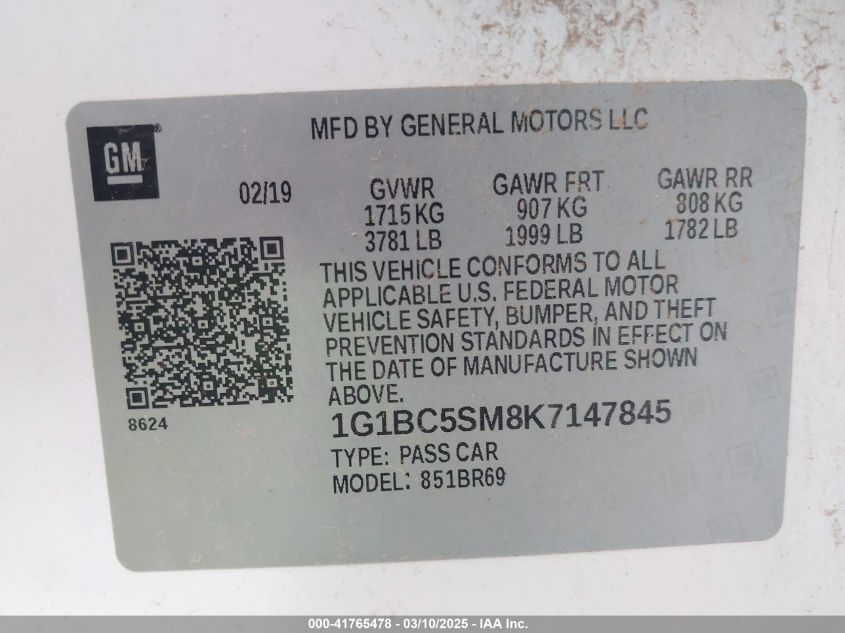 MFD BY GENERAL MOTORS LLC
GM®
02/19
GVWR GAWR FRT GAWR RR
1715 KG 907 KG 808 KG
3781 LB 1999 LB 1782 LB
THIS VEHICLE CONFORMS TO ALL
APPLICABLE U.S. FEDERAL MOTOR
VEHICLE SAFETY, BUMPER, AND THEFT
PREVENTION STANDARDS IN EFFECT ON
THE DATE OF MANUFACTURE SHOWN
ABOVE.
8624
1G1BC5SM8K7147845
TYPE: PASS CAR
MODEL: 851BR69
000-41765478 - 03/10/2025 - IAA Inc.